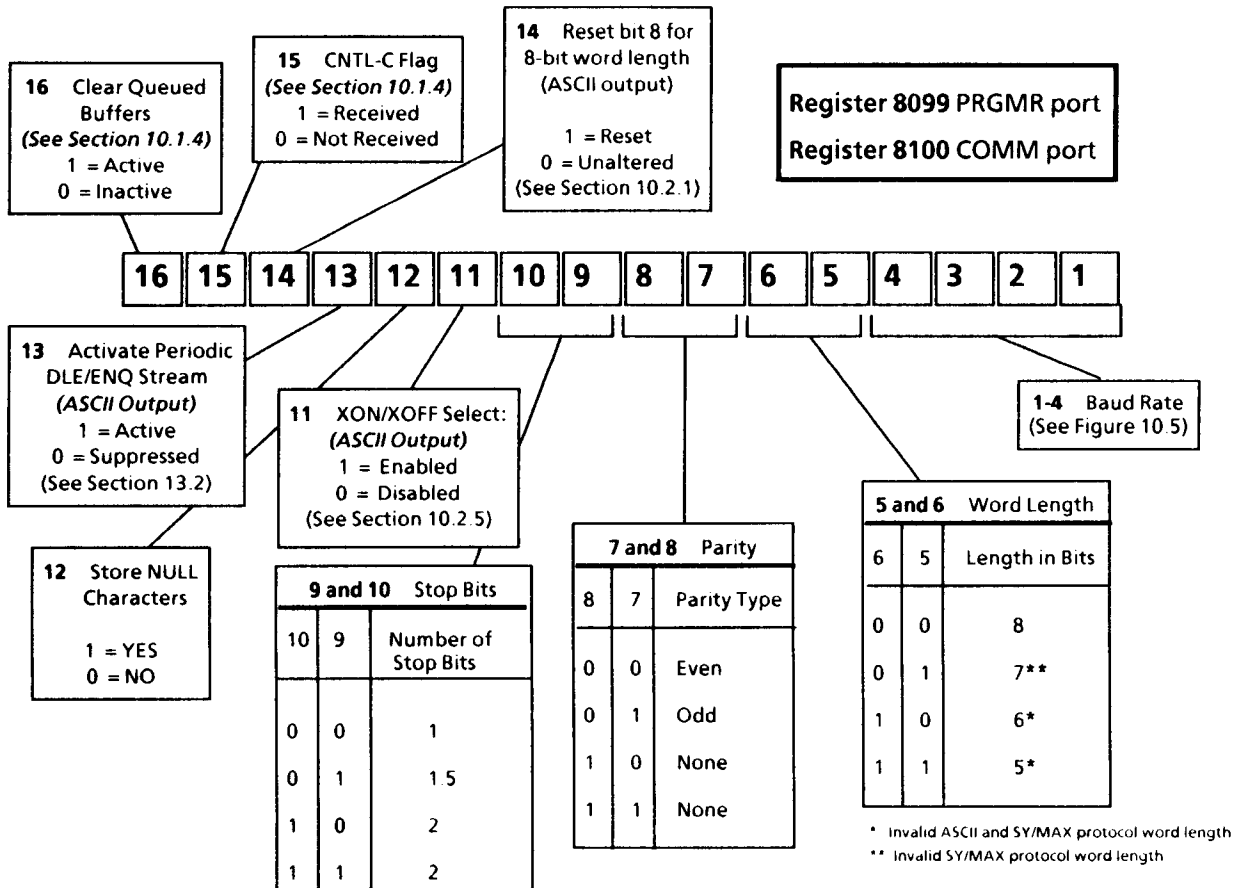 16 Clear Queued
Buffers
(See Section 10.1.4)
1 = Active
0 = Inactive
15 CNTL-C Flag
(See Section 10.1.4)
1 = Received
0 = Not Received
14 Reset bit 8 for
8-bit word length
(ASCII output)
1 = Reset
0 = Unaltered
(See Section 10.2.1)
Register 8099 PRGMR port
Register 8100 COMM port
16 15 14 13 12 11 10 9 8 7 6 5 4 3 2 1
13 Activate Periodic
DLE/ENQ Stream
(ASCII Output)
1 = Active
0 = Suppressed
(See Section 13.2)
11 XON/XOFF Select:
(ASCII Output)
1 = Enabled
0 = Disabled
(See Section 10.2.5)
1-4 Baud Rate
(See Figure 10.5)
12 Store NULL
Characters
1 = YES
0 = NO
9 and 10 Stop Bits
10 9 Number of
Stop Bits
0 0 1
0 1 1.5
1 0 2
1 1 2
7 and 8 Parity
8 7 Parity Type
0 0 Even
0 1 Odd
1 0 None
1 1 None
5 and 6 Word Length
6 5 Length in Bits
0 0 8
0 1 7**
1 0 6*
1 1 5*
* Invalid ASCII and SY/MAX protocol word length
** Invalid SY/MAX protocol word length